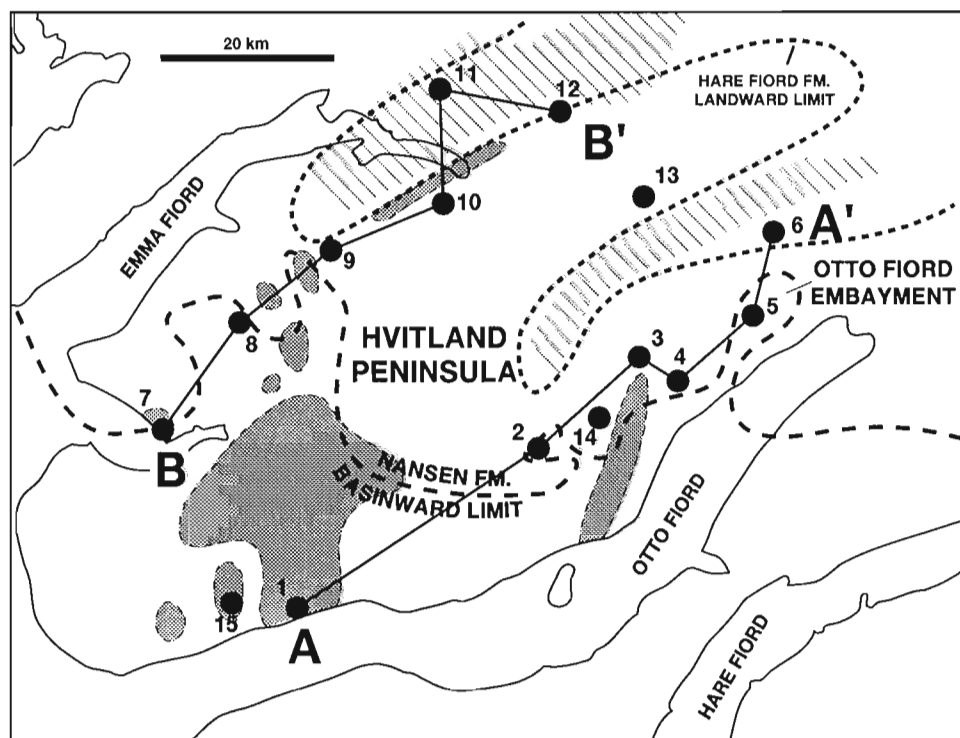 20 km
11
12
HARE FIORD FM.
LANDWARD LIMIT
B'
13
10
EMMA FIORD
9
6
A'
OTTO FIORD
EMBAYMENT
5
8
HVITLAND
PENINSULA
3
4
7
2
14
B
NANSEN FM.
BASINWARD LIMIT
OTTO FIORD
1
15
A
HARE FIORD